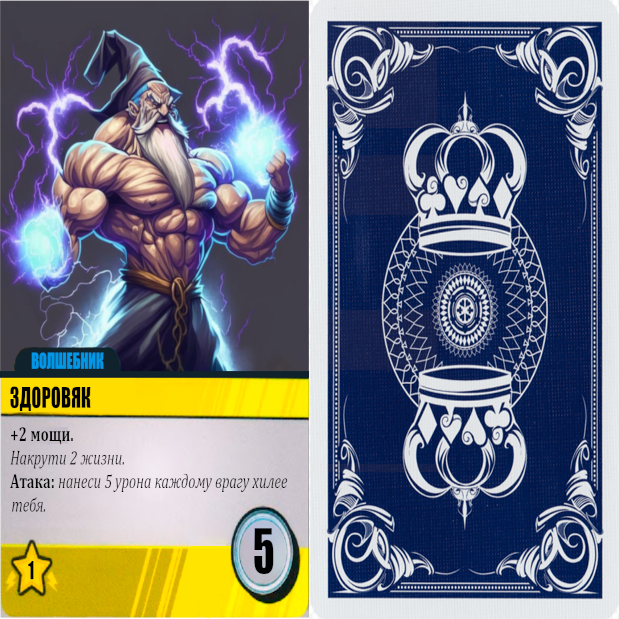 ВОЛШЕБНИК
ЗДОРОВЯК
+2 мощи.
Накрути 2 жизни.
Атака: нанеси 5 урона каждому врагу хилее
тебя.
1
5